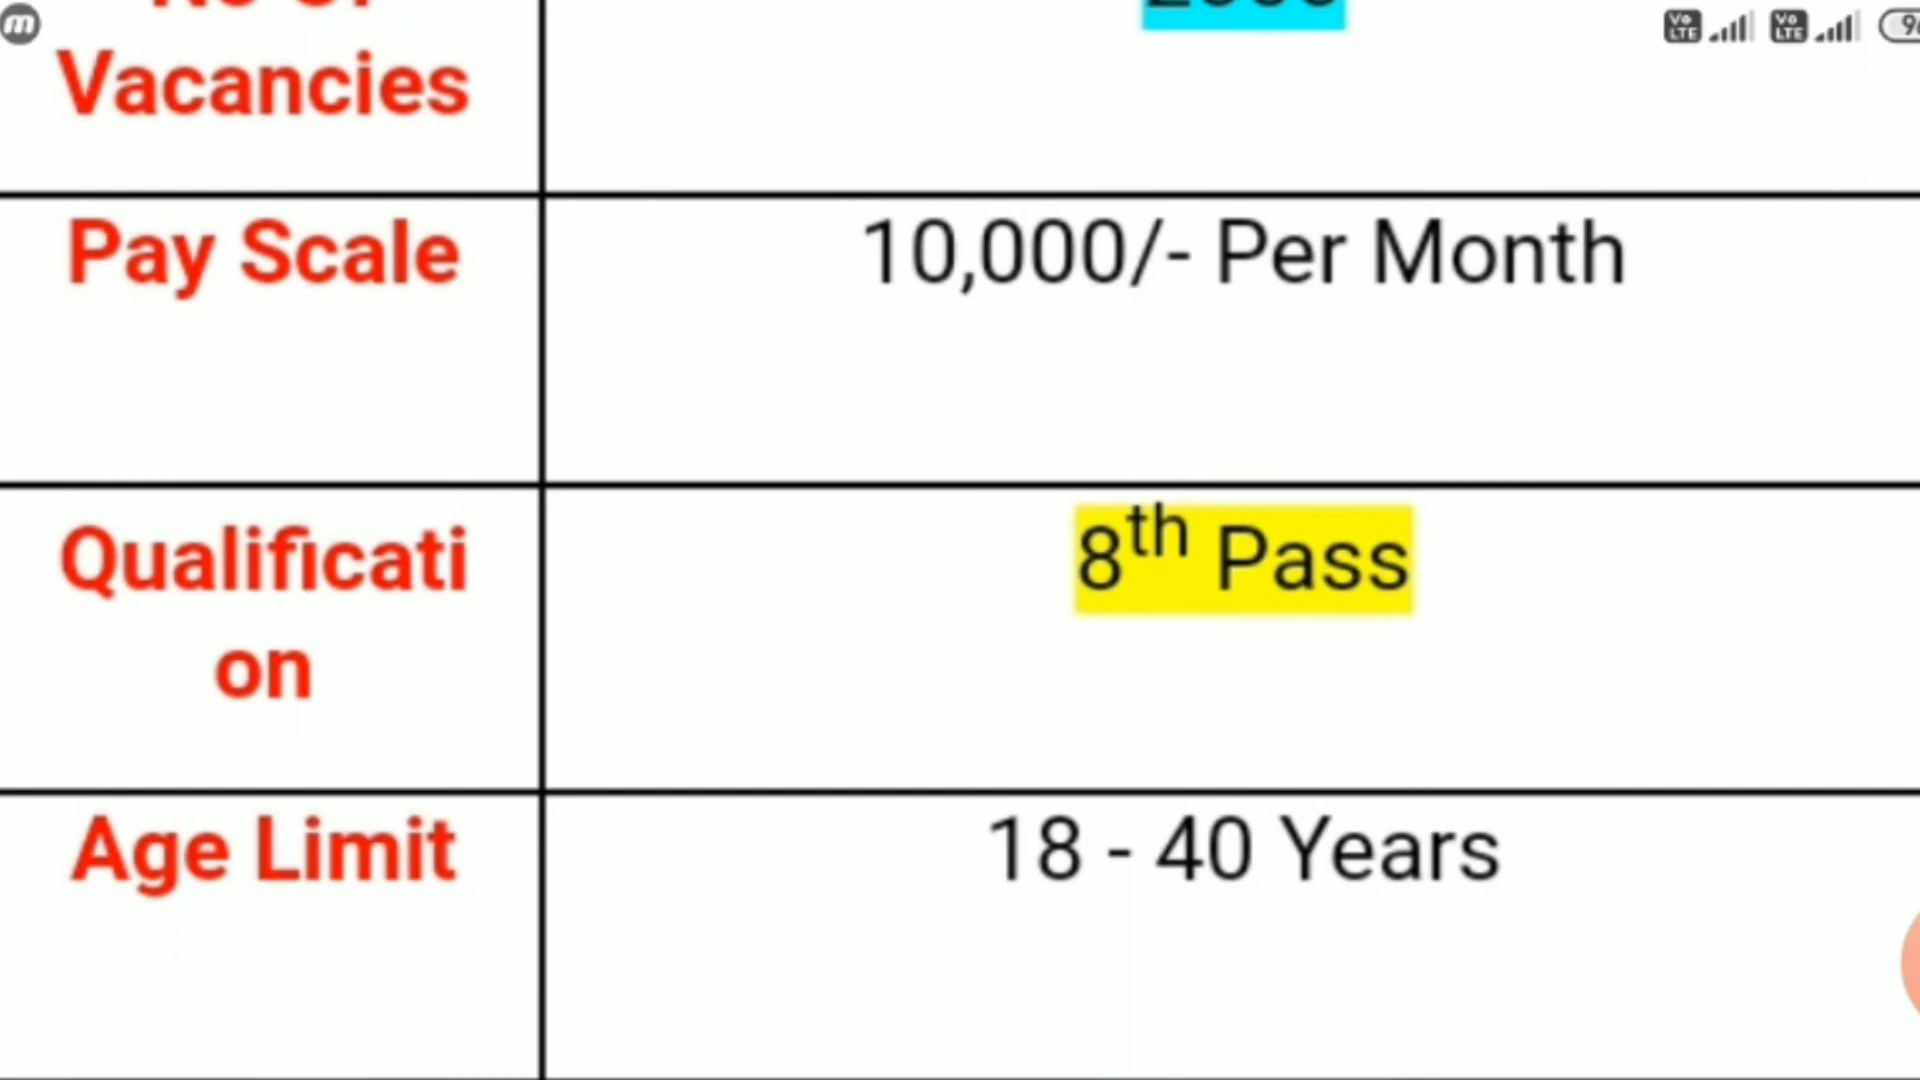 Vacancies
Pay Scale
10,000/- Per Month
Qualificati
on
8th Pass
Age Limit
18 - 40 Years